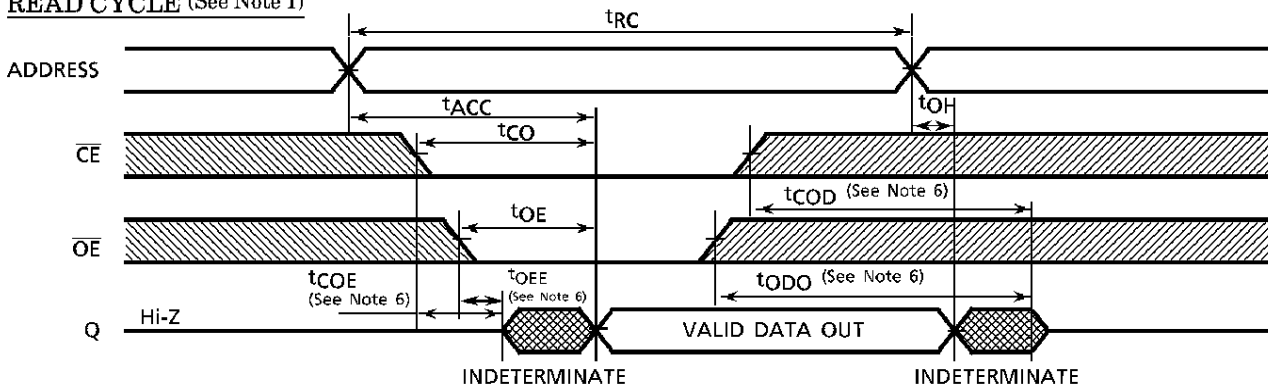 READ CYCLE (See Note 1)
tRC
ADDRESS
tACC
tOH
tCO
CE
tCOD (See Note 6)
tOE
OE
tCOE
(See Note 6)
tOEE
(See Note 6)
tODO (See Note 6)
Hi-Z
Q
VALID DATA OUT
INDETERMINATE
INDETERMINATE